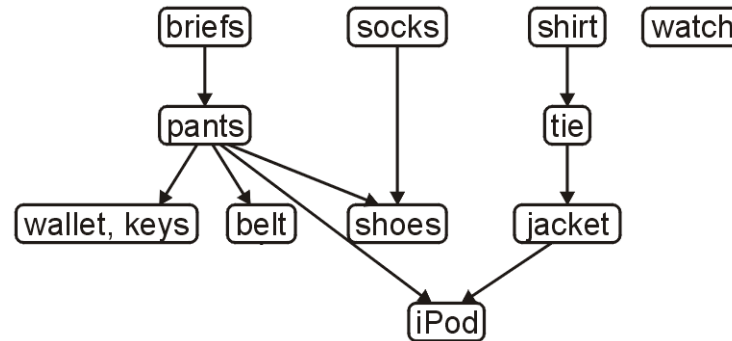 briefs
socks
shirt
watch
pants
tie
wallet, keys
belt
shoes
jacket
iPod